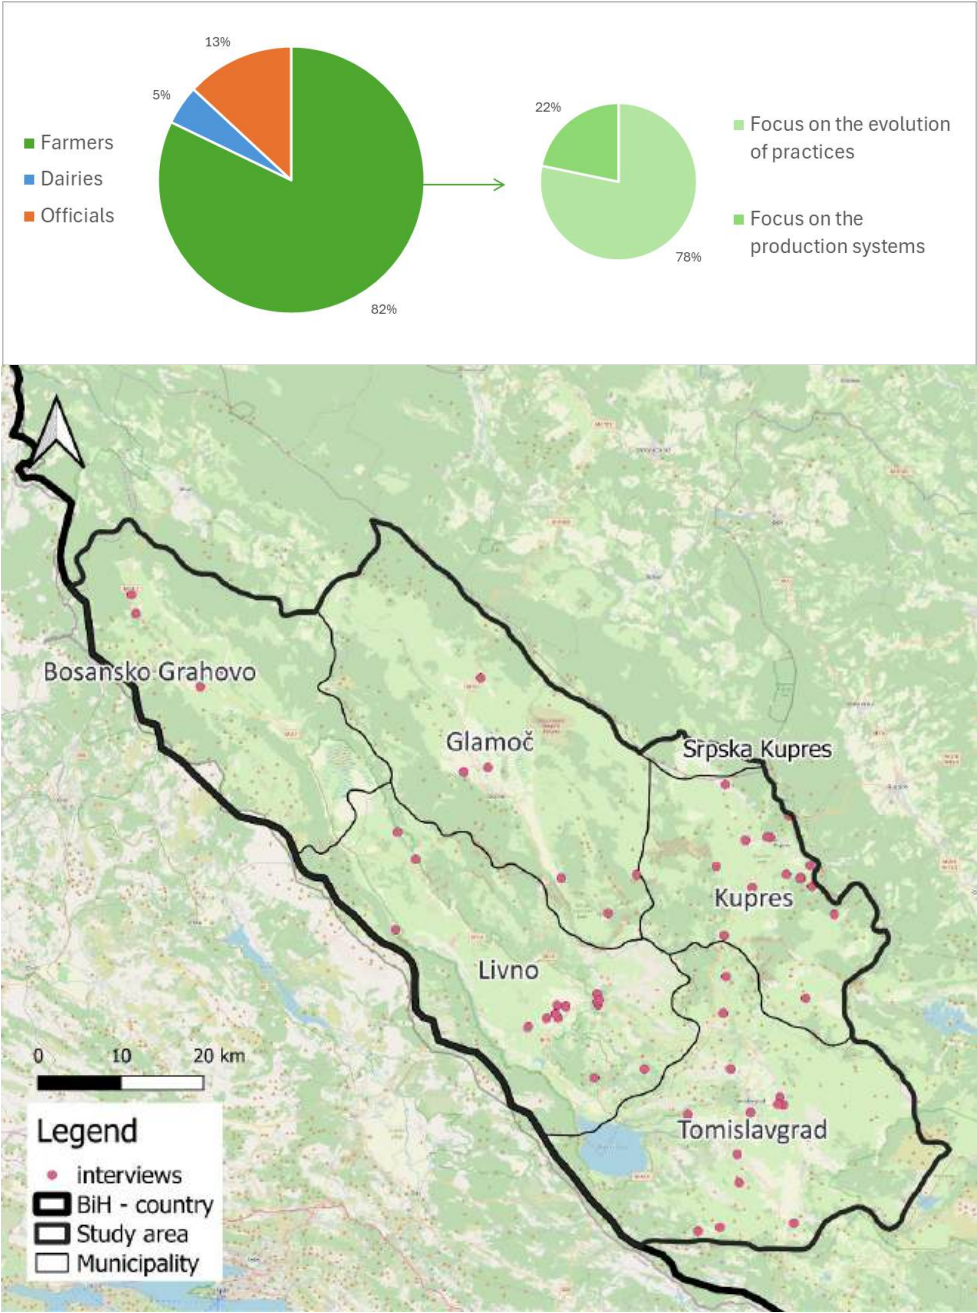 13%
5%
Farmers
Dairies
Officials
82%
22%
78%
Focus on the evolution
of practices
Focus on the
production systems
Bosansko Grahovo
Glamoč
Srpska Kupres
Kupres
Livno
Tomislavgrad
0 10 20 km
Legend
interviews
BiH - country
Study area
Municipality